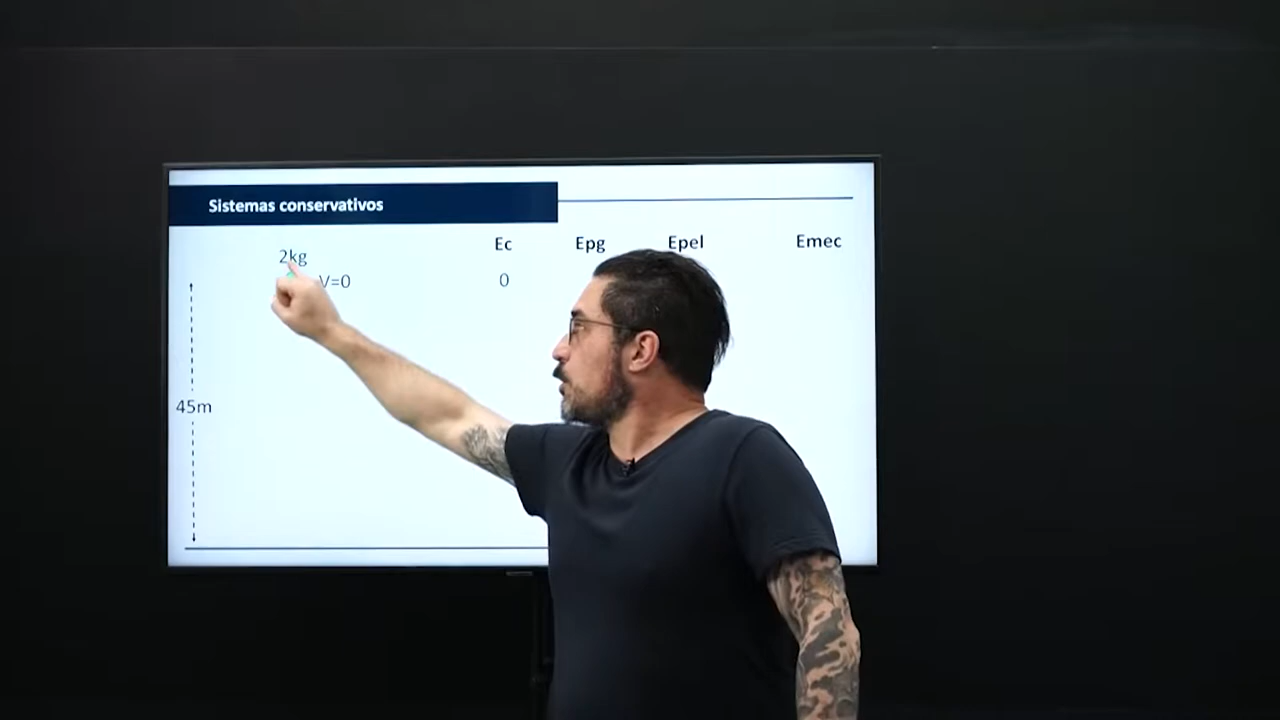 Sistemas conservativos
Ec Epg Epel Emec
2kg
V=0 0
45m